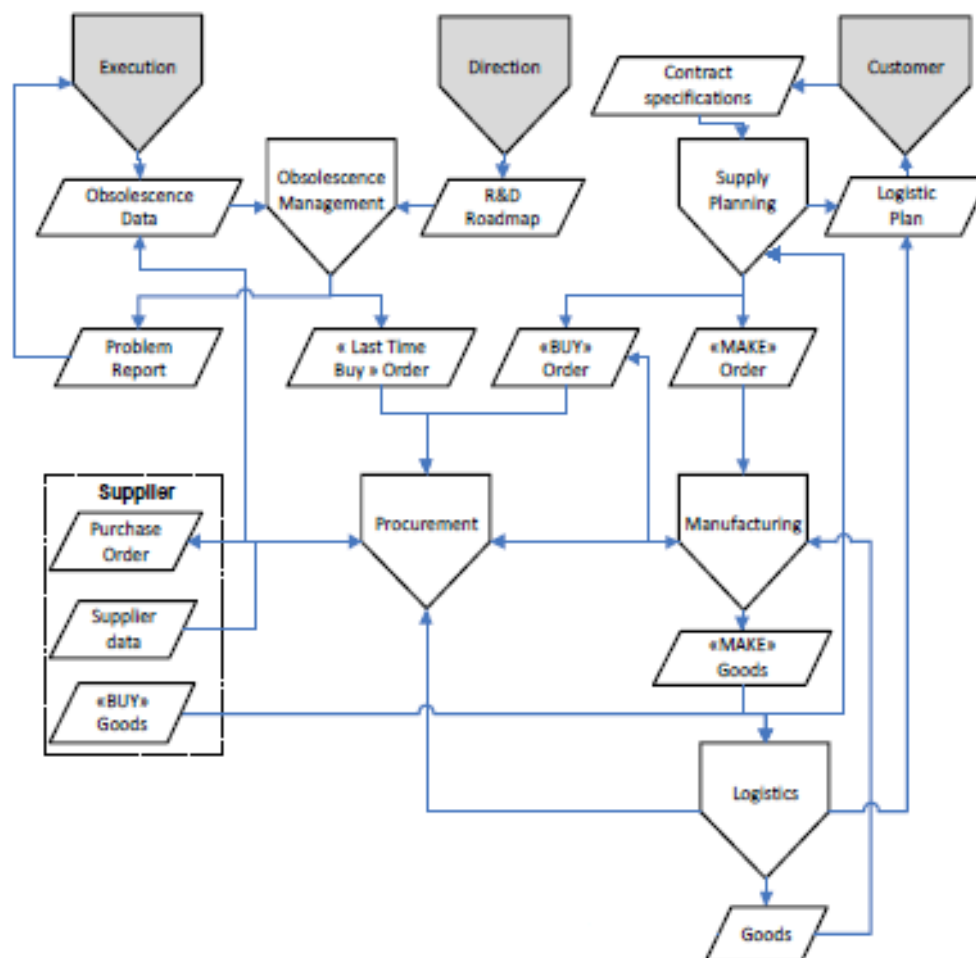 Execution
Direction
Contract
specifications
Customer
Obsolescence
Data
Obsolescence
Management
R&D
Roadmap
Supply
Planning
Logistic
Plan
Problem
Report
« Last Time
Buy » Order
«BUY»
Order
«MAKE»
Order
Supplier
Purchase
Order
Procurement
Manufacturing
Supplier
data
«MAKE»
Goods
«BUY»
Goods
Logistics
Goods